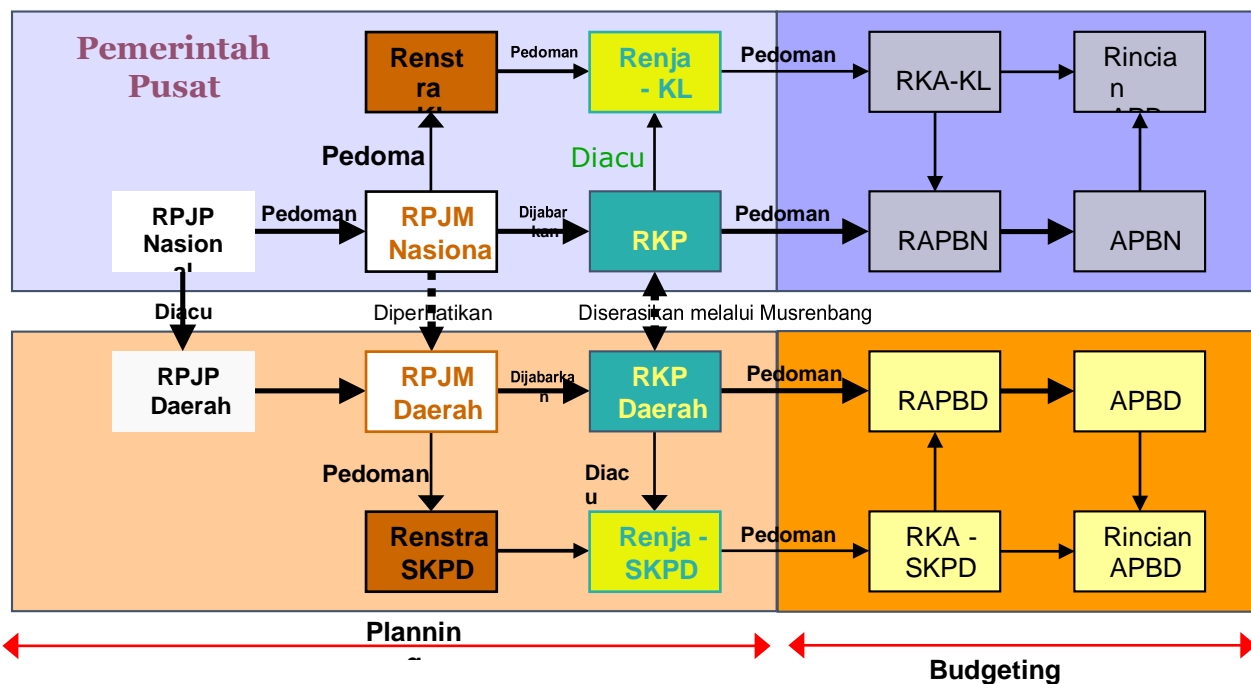 Pemerintah
Pusat
Renst
ra
Pedoman
Renja
- KL
Pedoman
RKA-KL
Rincia
n
Pedoma
Diacu
RPJP
Nasion
Pedoman
RPJM
Nasiona
Dijabar
kan
RKP
Pedoman
RAPBN
APBN
Diacu
Diperhatikan
Diserasikan melalui Musrenbang
RPJP
Daerah
RPJM
Daerah
Dijabarka
n
RKP
Daerah
Pedoman
RAPBD
APBD
Pedoman
Diac
u
Renstra
SKPD
Renja -
SKPD
Pedoman
RKA -
SKPD
Rincian
APBD
Plannin
Budgeting